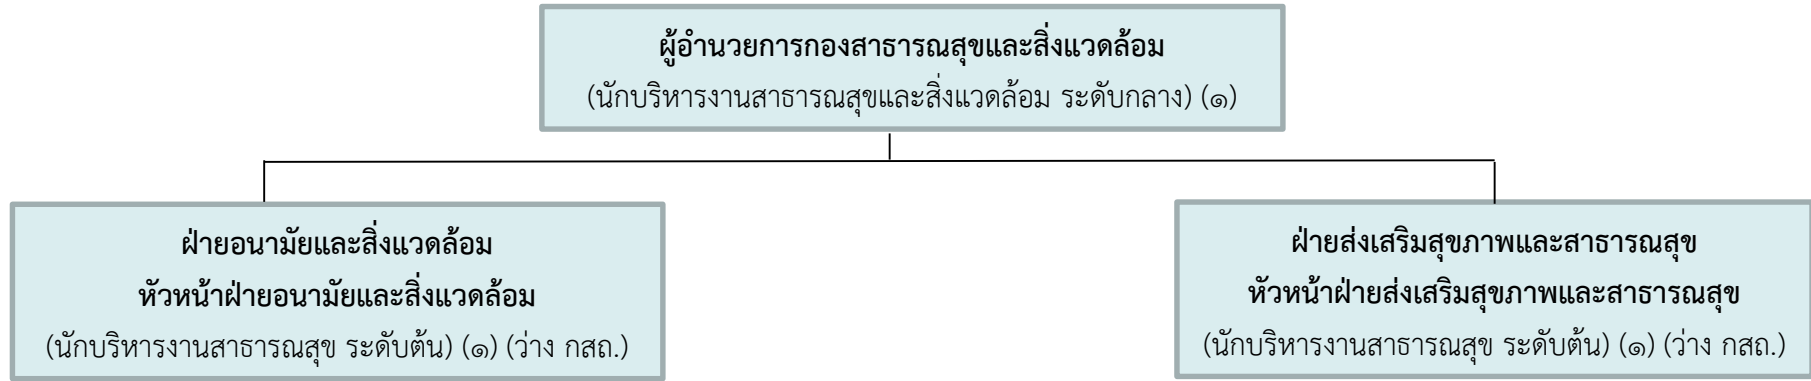 ผู้อำนวยการกองสาธารณสุขและสิ่งแวดล้อม
(นักบริหารงานสาธารณสุขและสิ่งแวดล้อม ระดับกลาง) (๑)
ฝ่ายอนามัยและสิ่งแวดล้อม
หัวหน้าฝ่ายอนามัยและสิ่งแวดล้อม
(นักบริหารงานสาธารณสุข ระดับต้น) (๑) (ว่าง กสถ.)
ฝ่ายส่งเสริมสุขภาพและสาธารณสุข
หัวหน้าฝ่ายส่งเสริมสุขภาพและสาธารณสุข
(นักบริหารงานสาธารณสุข ระดับต้น) (๑) (ว่าง กสถ.)